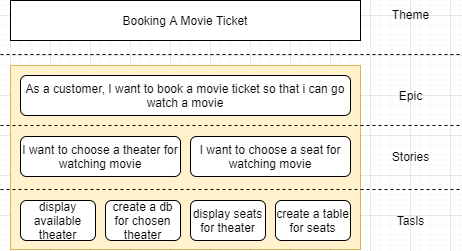 Booking A Movie Ticket
Theme
As a customer, I want to book a movie ticket so that i can go
watch a movie
Epic
I want to choose a theater for
watching movie
I want to choose a seat for
watching movie
Stories
display
available
theater
create a db
for chosen
theater
display seats
for theater
create a table
for seats
Tasls